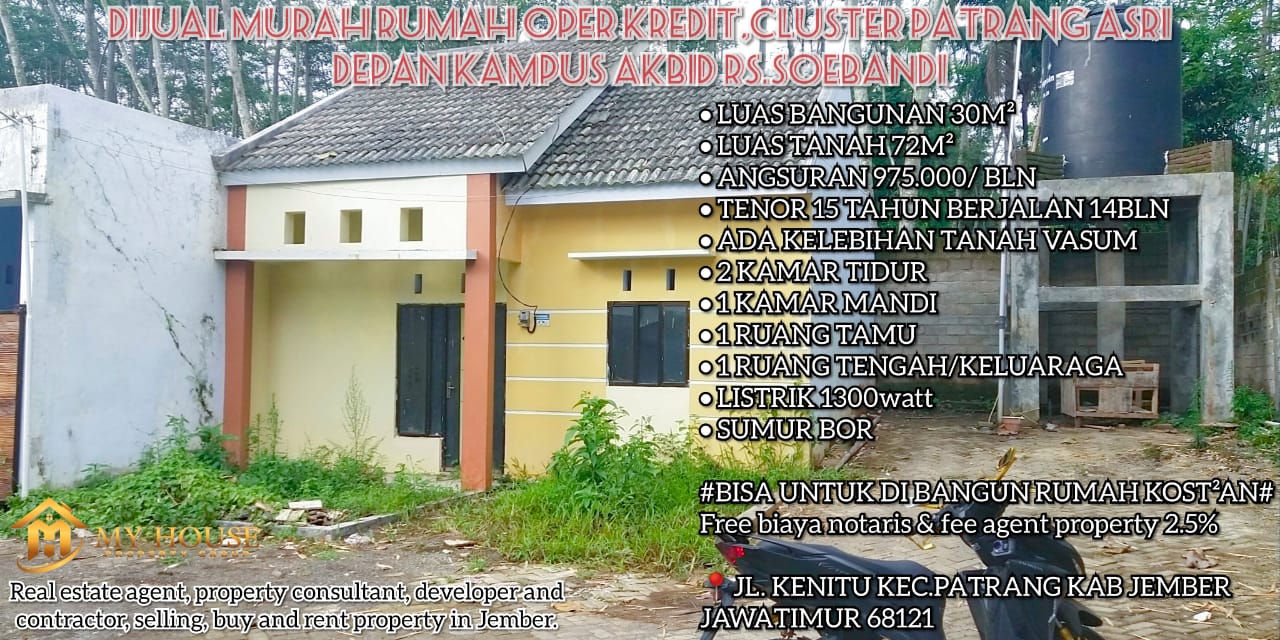 DIJUAL MURAH RUMAH OPER KREDIT ,CLUSTER PATRANG ASRI
DEPAN KAMPUS AKBID RS.SOEBANDI
• LUAS BANGUNAN 30M²
• LUAS TANAH 72M²
• ANGSURAN 975.000/ BLN
• TENOR 15 TAHUN BERJALAN 14BLN
• ADA KELEBIHAN TANAH VASUM
• 2 KAMAR TIDUR
• 1 KAMAR MANDI
• 1 RUANG TAMU
• 1 RUANG TENGAH/KELUARAGA
• LISTRIK 1300watt
• SUMUR BOR
#BISA UNTUK DI BANGUN RUMAH KOST²AN#
Free biaya notaris & fee agent property 2.5%
📍 JL. KENITU KEC.PATRANG KAB JEMBER
JAWATIMUR 68121
MY HOUSE
Real estate agent, property consultant, developer and
contractor, selling, buy and rent property in Jember.